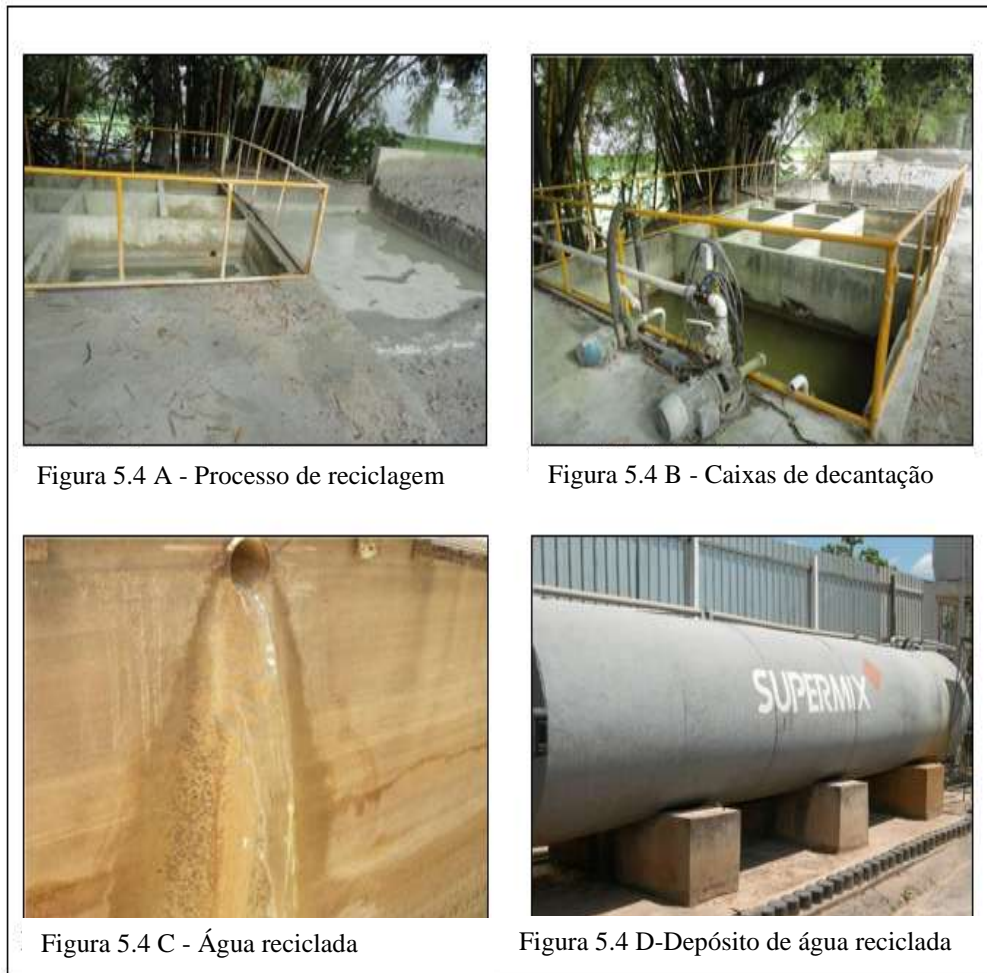 Figura 5.4 A - Processo de reciclagem
Figura 5.4 B - Caixas de decantação
SUPERMIX
Figura 5.4 C - Água reciclada
Figura 5.4 D-Depósito de água reciclada